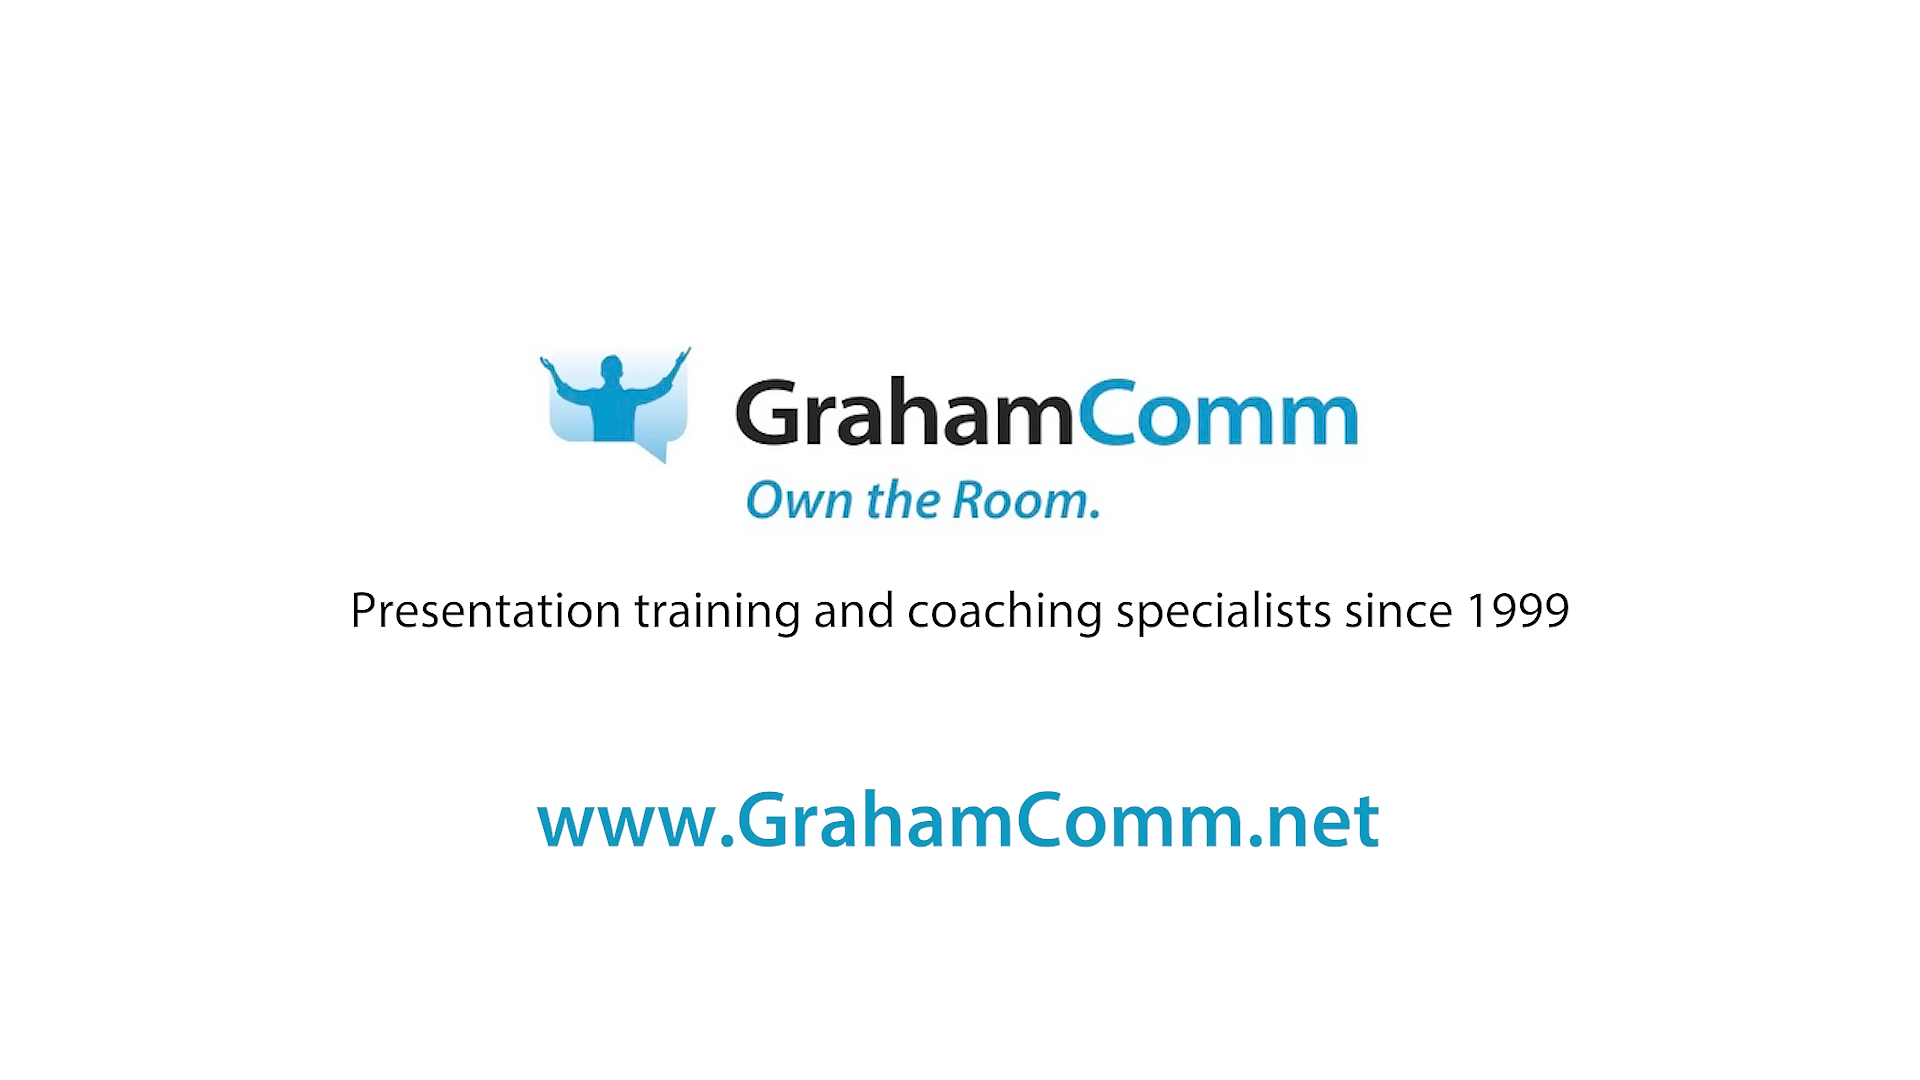 GrahamComm
Own the Room.
Presentation training and coaching specialists since 1999
www.GrahamComm.net